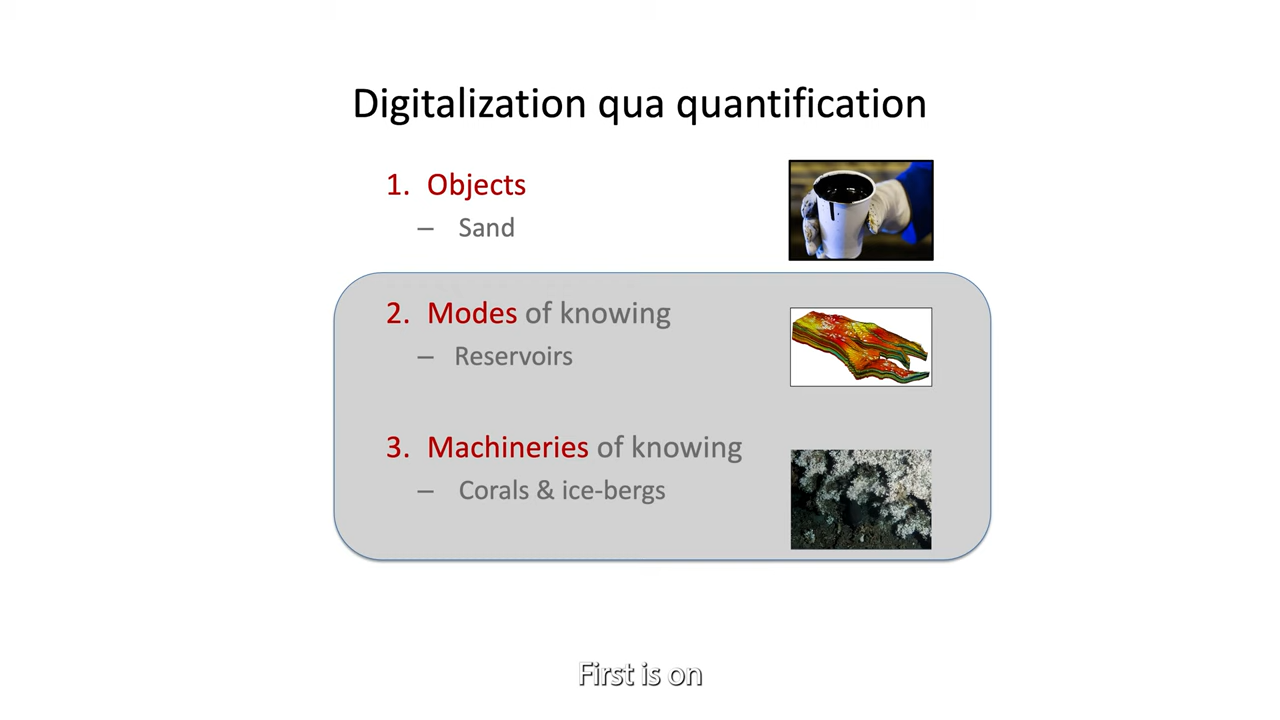 Digitalization qua quantification
1. Objects
– Sand
2. Modes of knowing
– Reservoirs
3. Machineries of knowing
– Corals & ice-bergs
First is on